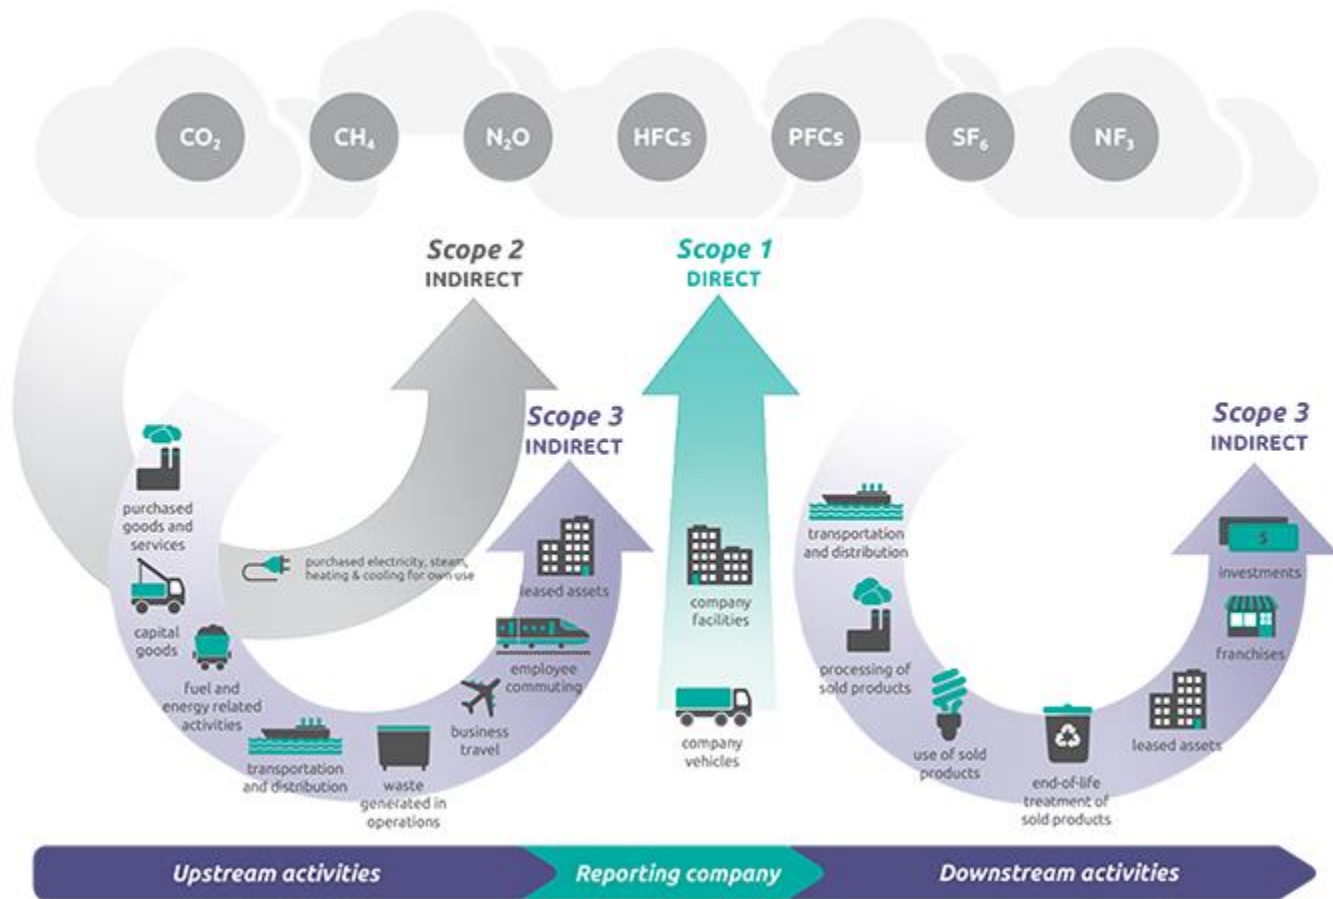 CO₂
CH₄
N₂O
HFCs
PFCs
SF₆
NF₃
Scope 2
INDIRECT
Scope 1
DIRECT
Scope 3
INDIRECT
Scope 3
INDIRECT
purchased
goods and
services
capital
goods
fuel and
energy related
activities
transportation
and distribution
waste
generated in
operations
business
travel
employee
commuting
leased assets
purchased electricity, steam,
heating & cooling for own use
company
facilities
company
vehicles
transportation
and distribution
processing of
sold products
use of sold
products
end-of-life
treatment of
sold products
leased assets
franchises
$
investments
Upstream activities
Reporting company
Downstream activities